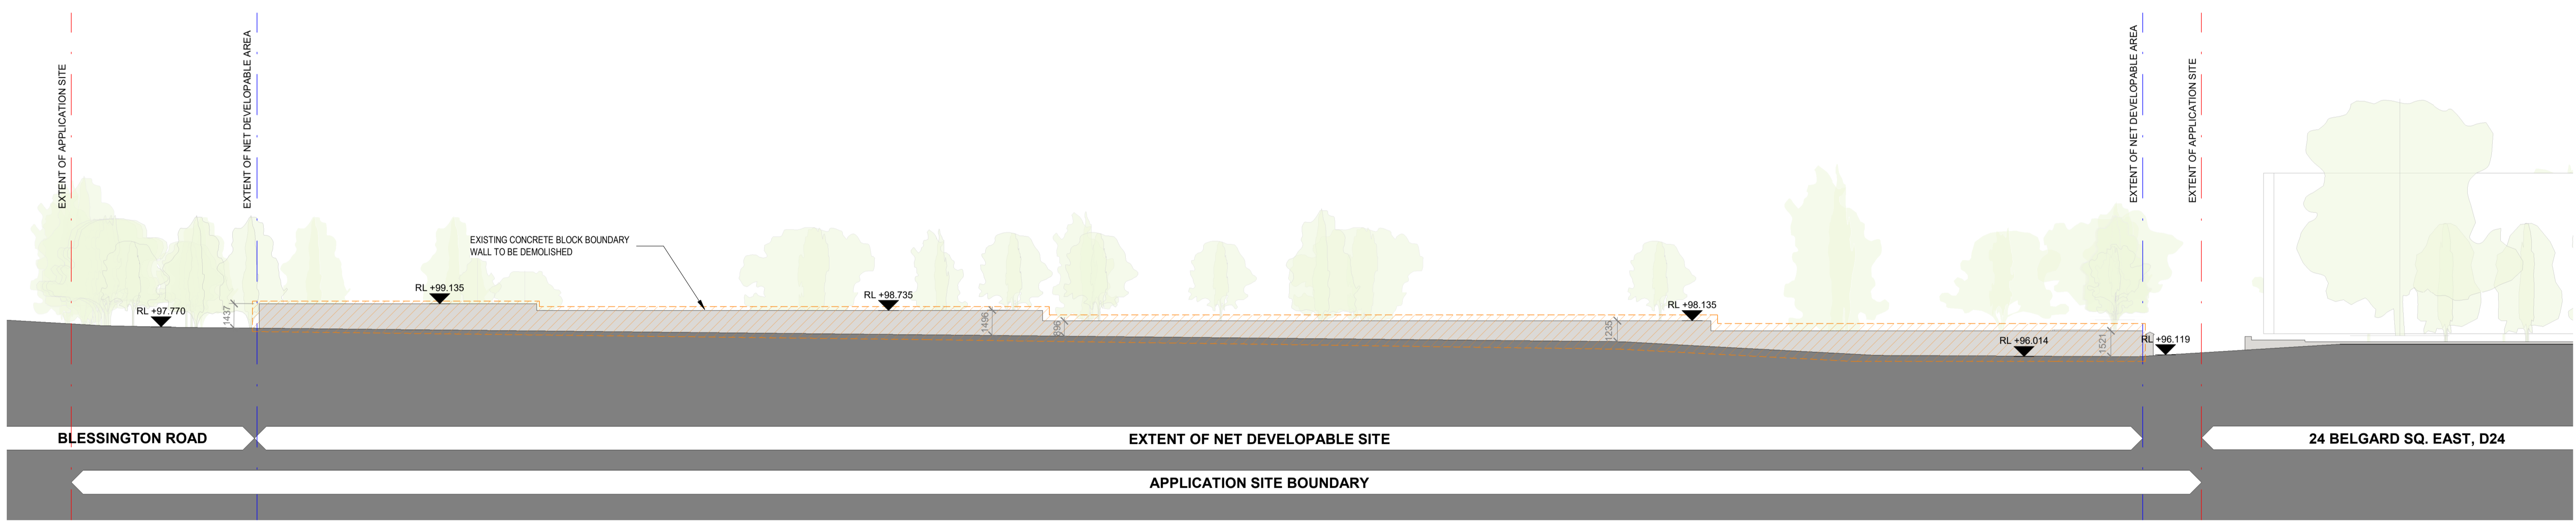 EXTENT OF APPLICATION SITE
EXTENT OF NET DEVELOPABLE AREA
EXTENT OF NET DEVELOPABLE AREA
EXTENT OF APPLICATION SITE
EXISTING CONCRETE BLOCK BOUNDARY
WALL TO BE DEMOLISHED
RL +97.770
1437
RL +99.135
RL +98.735
1496
896
1235
RL +98.135
RL +96.014
1521
RL +96.119
BLESSINGTON ROAD
EXTENT OF NET DEVELOPABLE SITE
24 BELGARD SQ. EAST, D24
APPLICATION SITE BOUNDARY